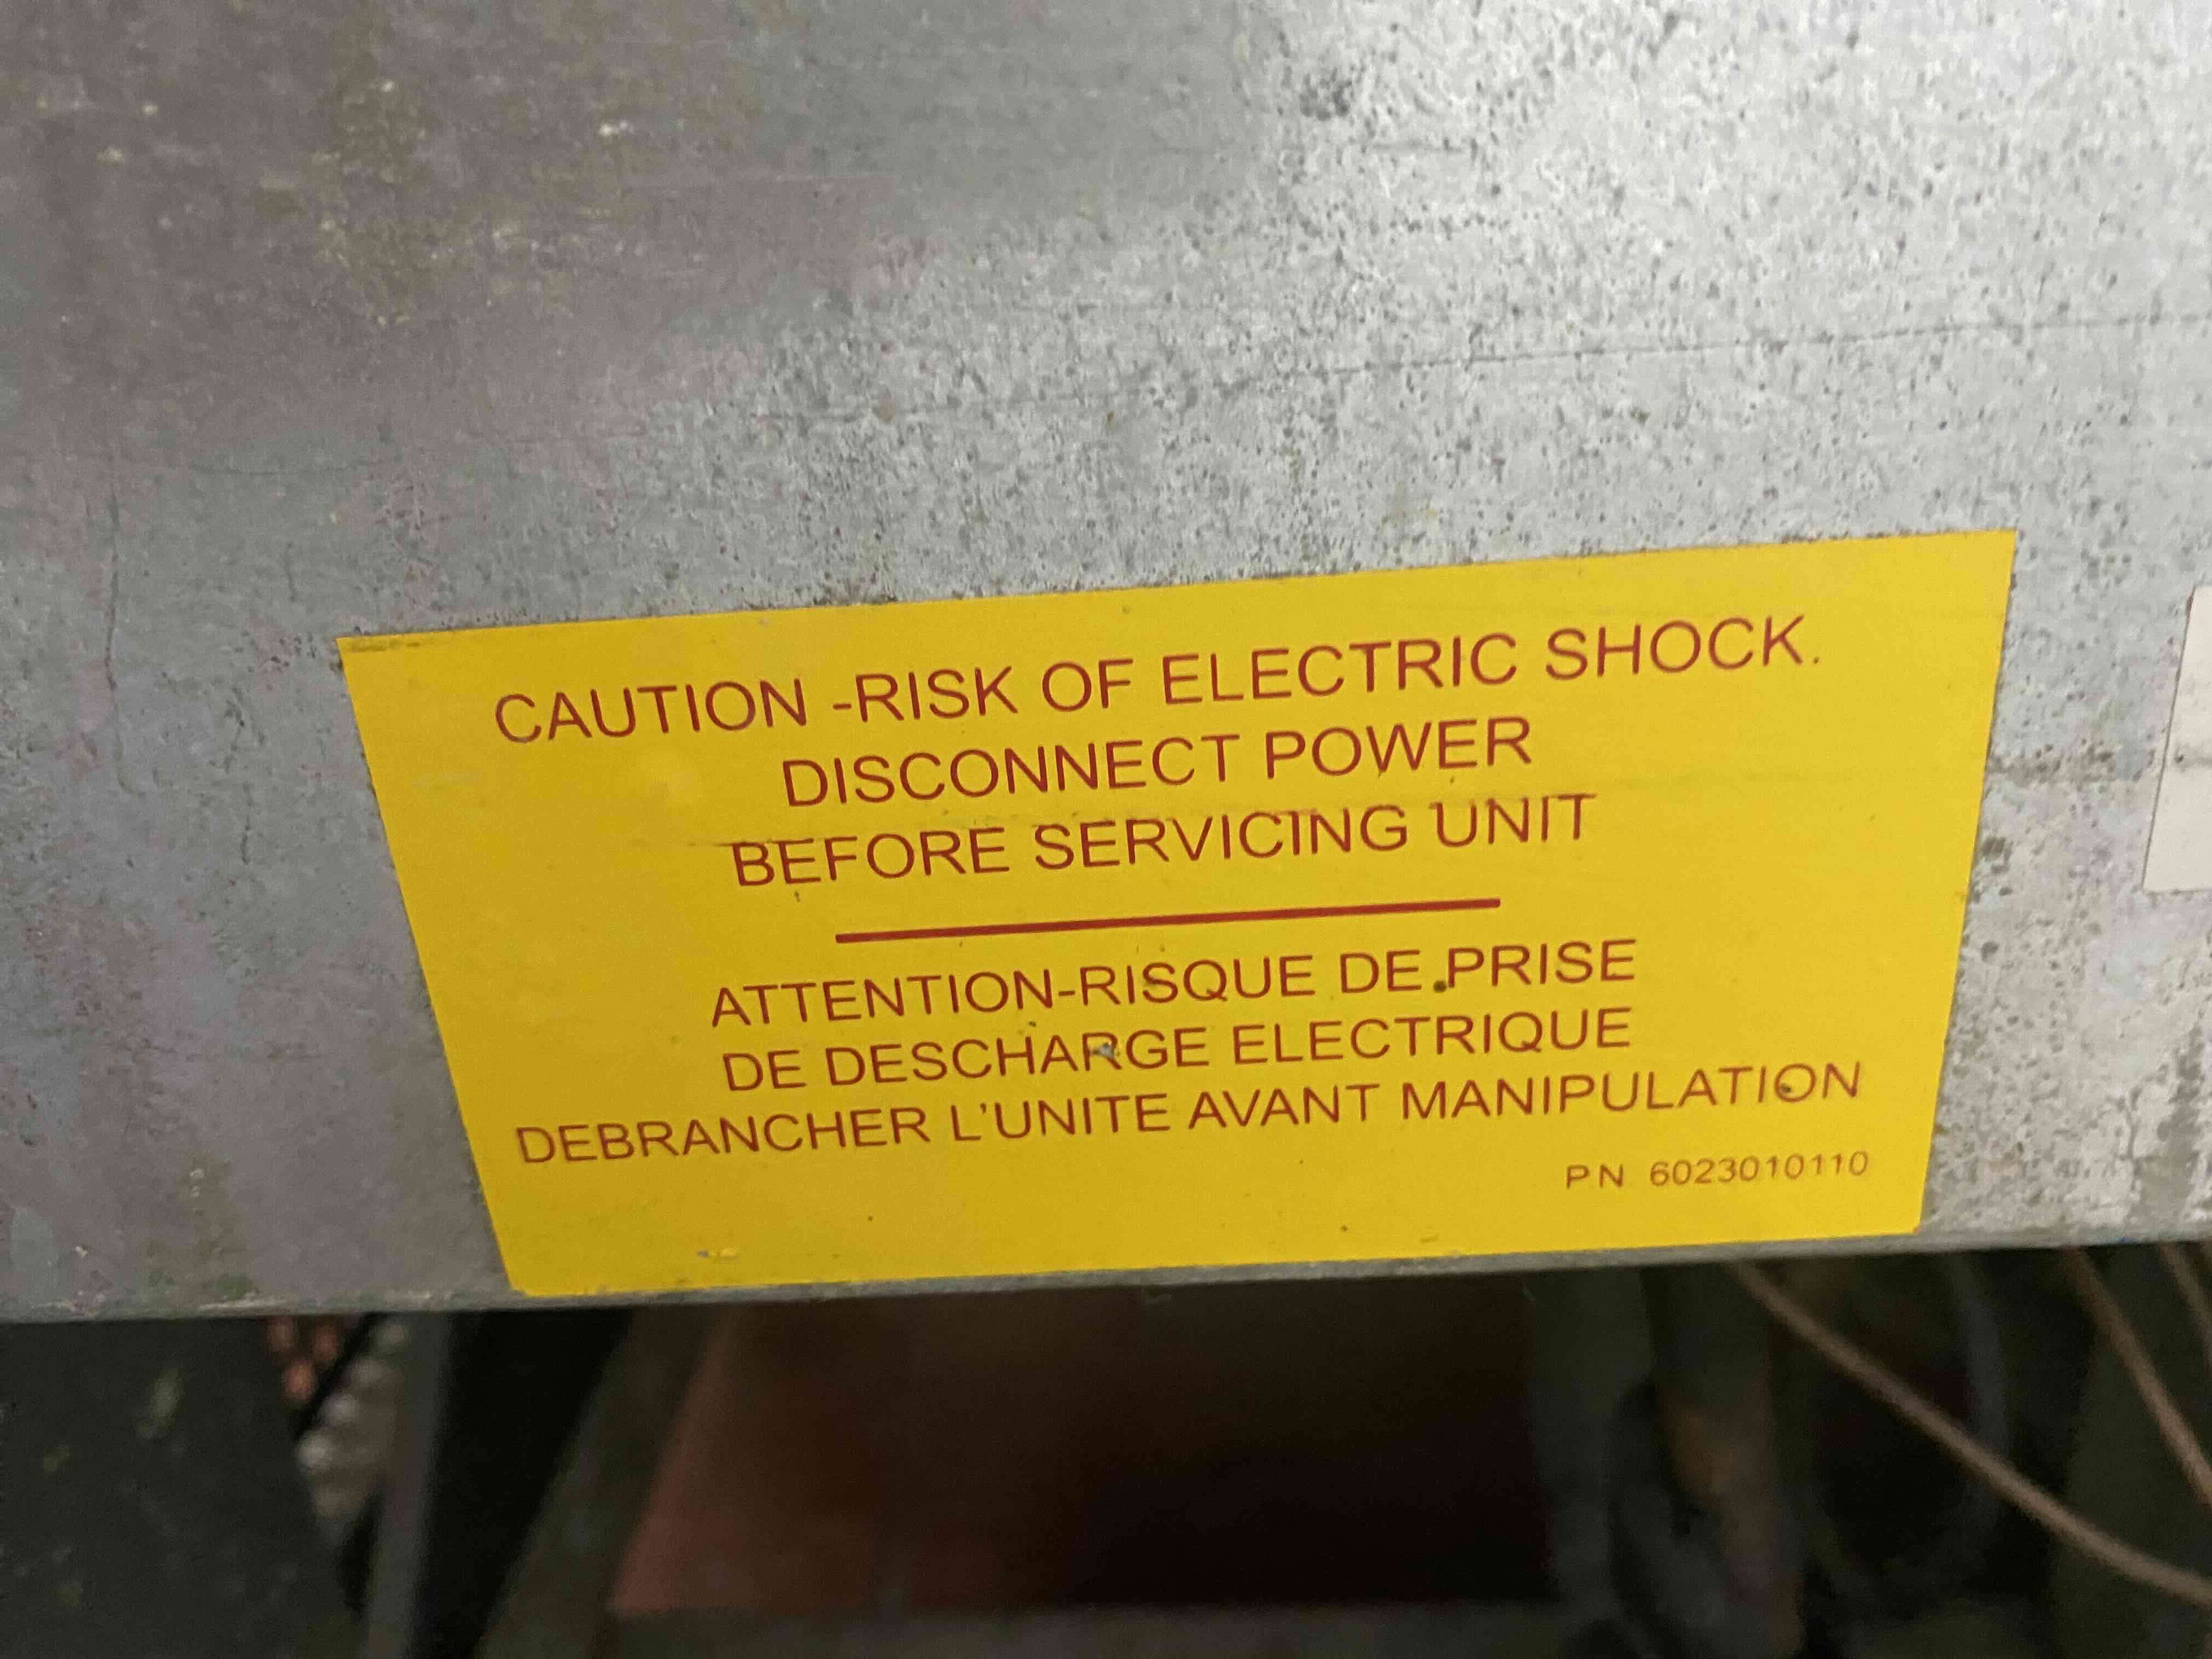 CAUTION -RISK OF ELECTRIC SHOCK.
DISCONNECT POWER
BEFORE SERVICING UNIT
ATTENTION-RISQUE DE PRISE
DE DESCHARGE ELECTRIQUE
DEBRANCHER L'UNITE AVANT MANIPULATION
PN 6023010110